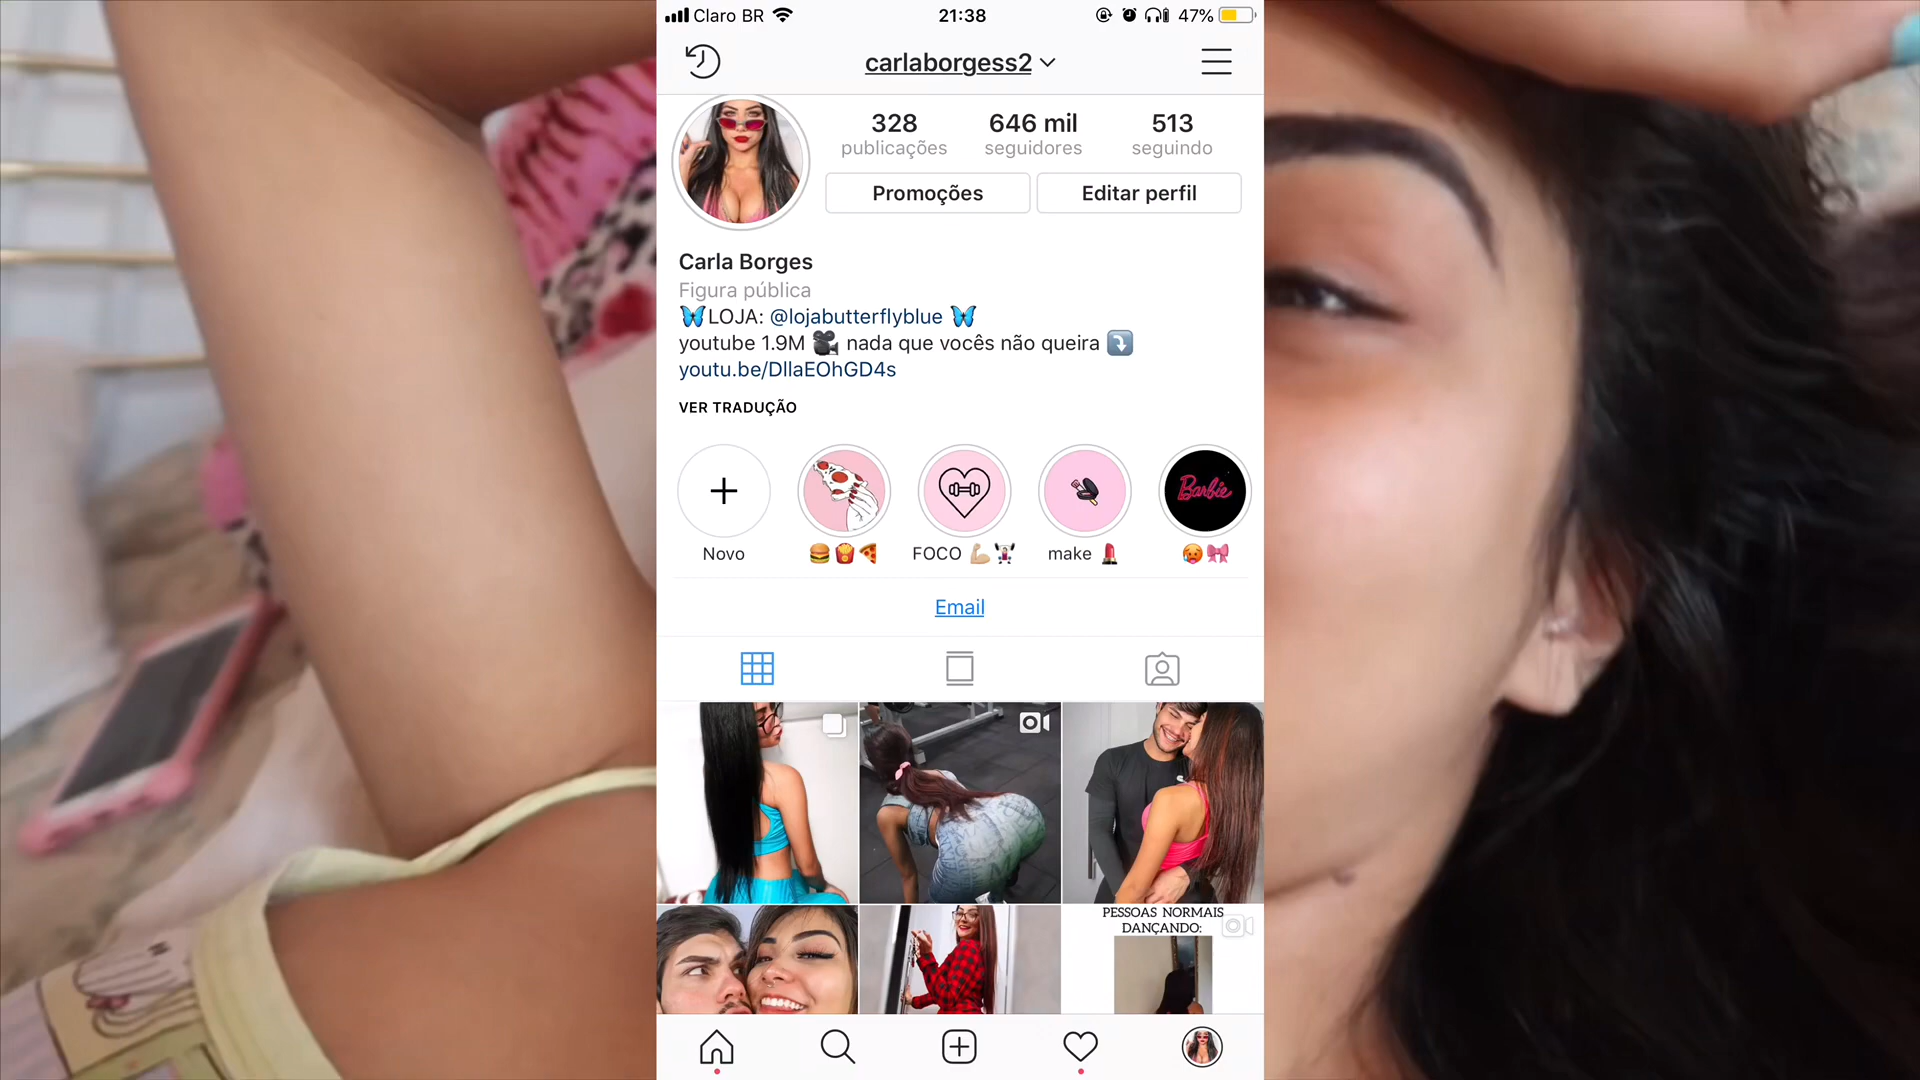 Claro BR
21:38
47%
carlaborgess2
328
publicações
646 mil
seguidores
513
seguindo
Promoções
Editar perfil
Carla Borges
Figura pública
🦋LOJA: @lojabutterflyblue 🦋
youtube 1.9M 🎥 nada que vocês não queira ⤵️
youtu.be/DllaEOhGD4s
VER TRADUÇÃO
Barbie
Novo
🍔🍟🍕
FOCO 💪🏼🏋🏻‍♀️
make 💄
🥵🎀
Email
PESSOAS NORMAIS
DANÇANDO: